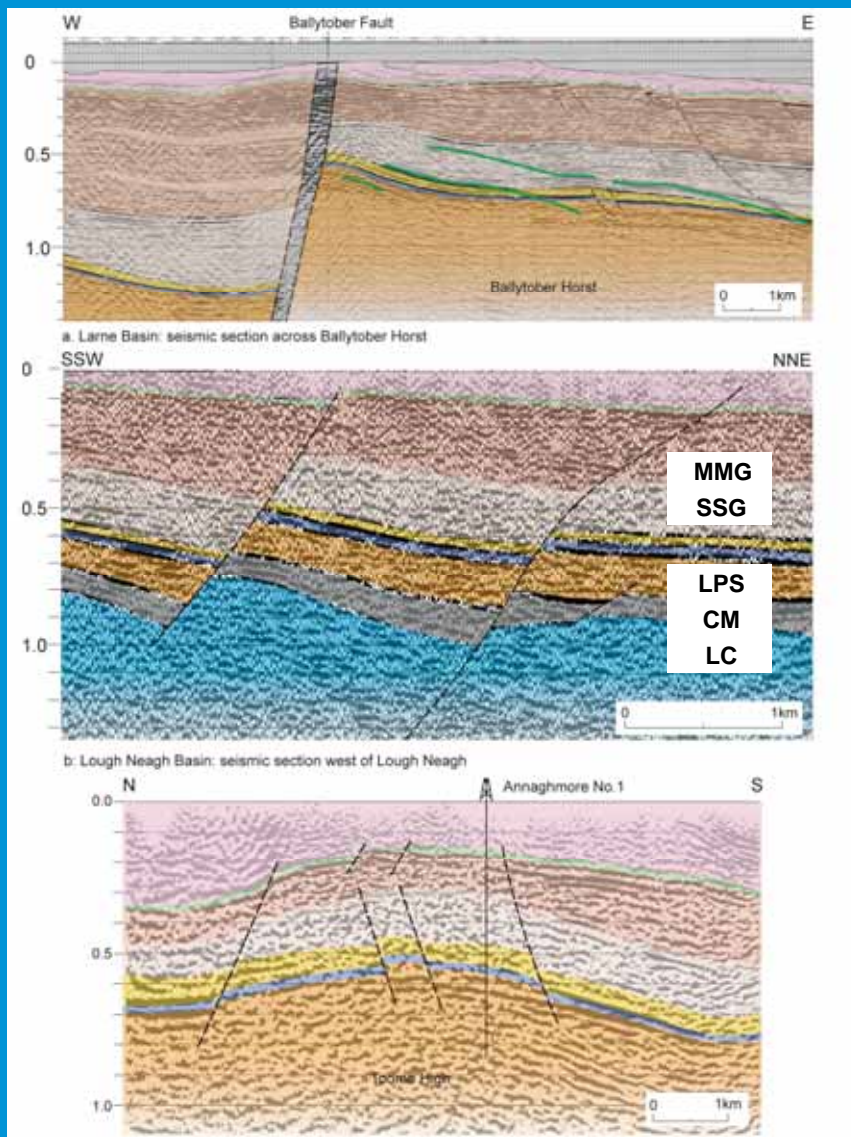 W Ballytober Fault E
0
0.5
1.0
Ballytober Horst
0 1km
a. Larne Basin: seismic section across Ballytober Horst
SSW NNE
0
MMG
0.5 SSG
LPS
CM
1.0 LC
0 1km
b: Lough Neagh Basin: seismic section west of Lough Neagh
N Annaghmore No.1 S
0.0
0.5
Toome High
1.0
0 1km